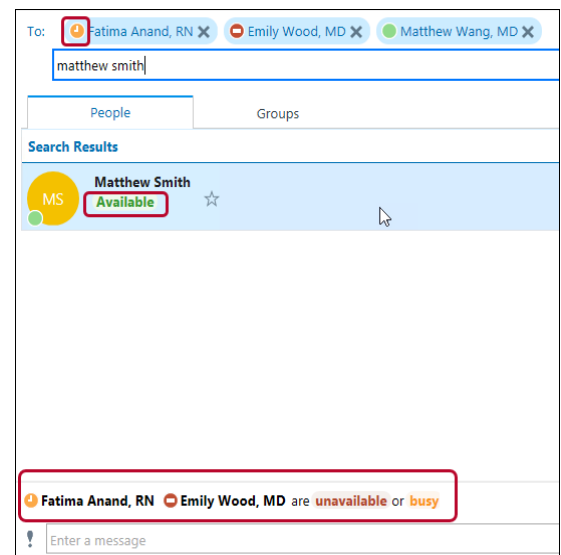 To: Fatima Anand, RN Emily Wood, MD Matthew Wang, MD
matthew smith
People Groups
Search Results
MS Matthew Smith
Available
Fatima Anand, RN Emily Wood, MD are unavailable or busy
Enter a message